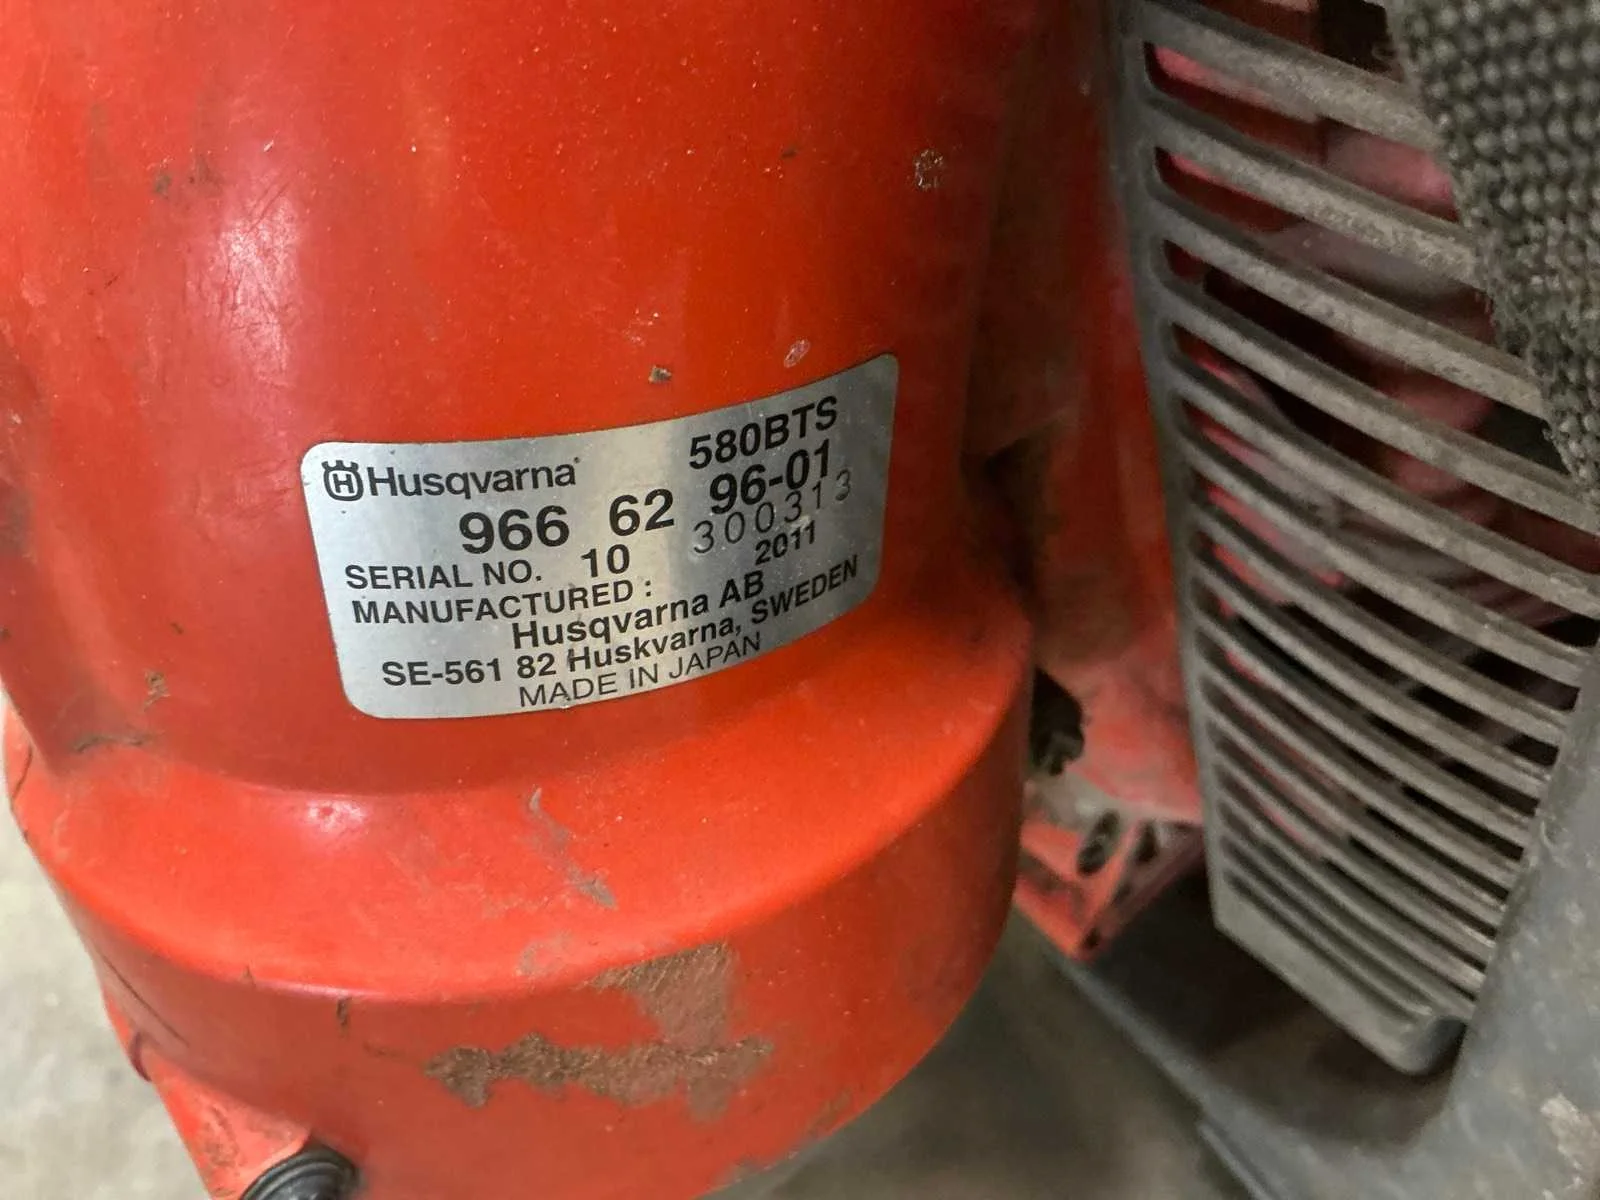 Husqvarna 580BTS
966 62 96-01
SERIAL NO. 10 300313
MANUFACTURED : 2011
Husqvarna AB
SE-561 82 Huskvarna, SWEDEN
MADE IN JAPAN